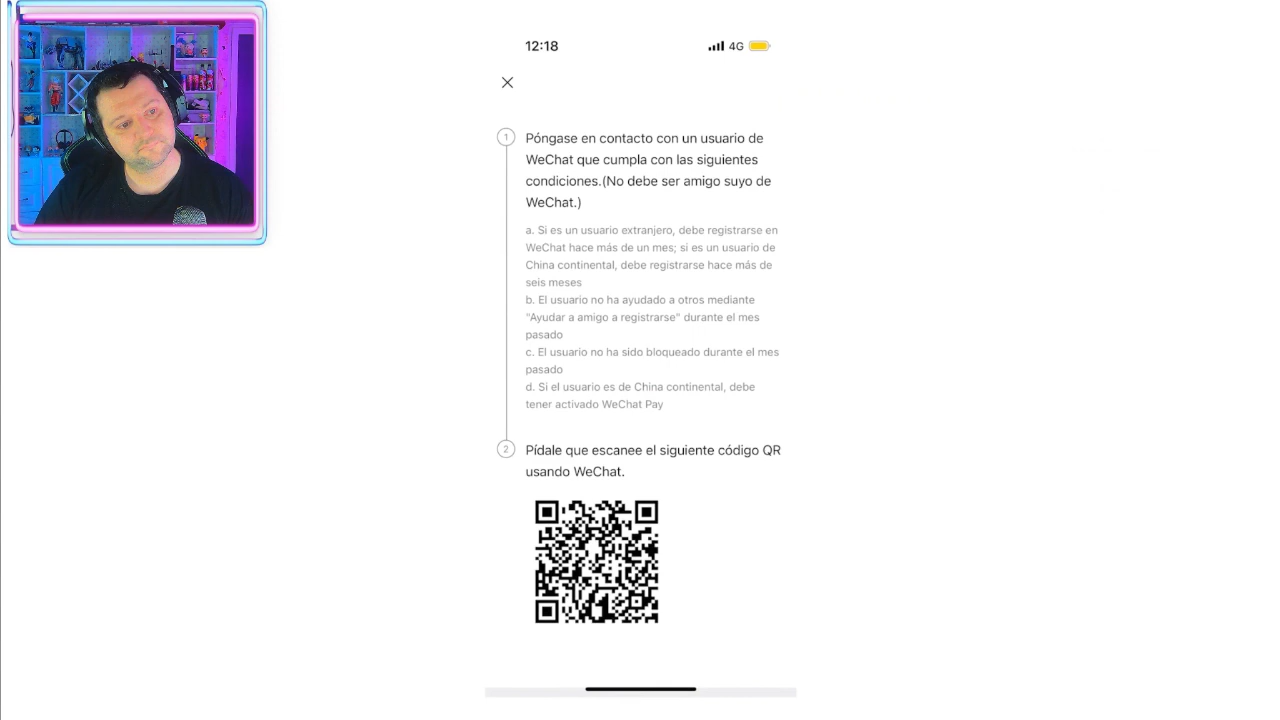 12:18
4G
1
Póngase en contacto con un usuario de
WeChat que cumpla con las siguientes
condiciones.(No debe ser amigo suyo de
WeChat.)
a. Si es un usuario extranjero, debe registrarse en
WeChat hace más de un mes; si es un usuario de
China continental, debe registrarse hace más de
seis meses
b. El usuario no ha ayudado a otros mediante
"Ayudar a amigo a registrarse" durante el mes
pasado
c. El usuario no ha sido bloqueado durante el mes
pasado
d. Si el usuario es de China continental, debe
tener activado WeChat Pay
2
Pídale que escanee el siguiente código QR
usando WeChat.